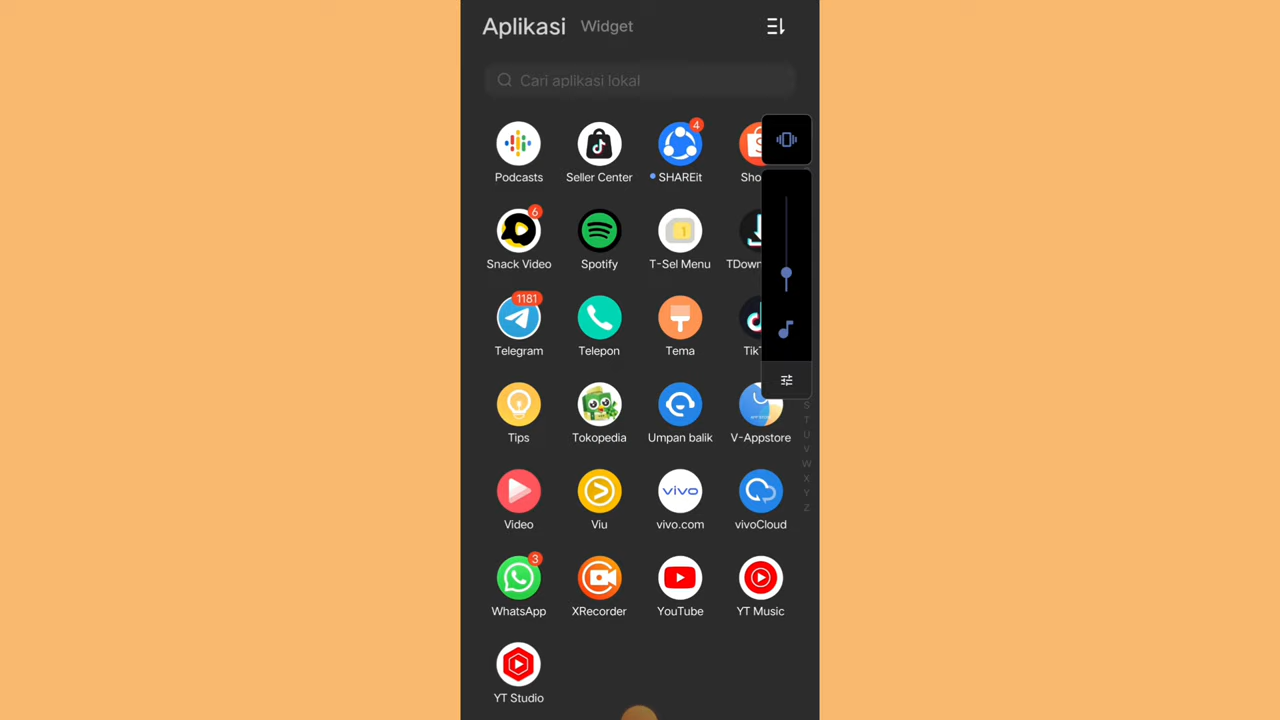 Aplikasi Widget
Cari aplikasi lokal
4
Podcasts Seller Center SHAREit Sho
6
1
Snack Video Spotify T-Sel Menu TDown
1181
Telegram Telepon Tema TikT
Tips Tokopedia Umpan balik V-Appstore
vivo
Video Viu vivo.com vivoCloud
3
WhatsApp XRecorder YouTube YT Music
YT Studio
S
T
U
V
W
X
Y
Z